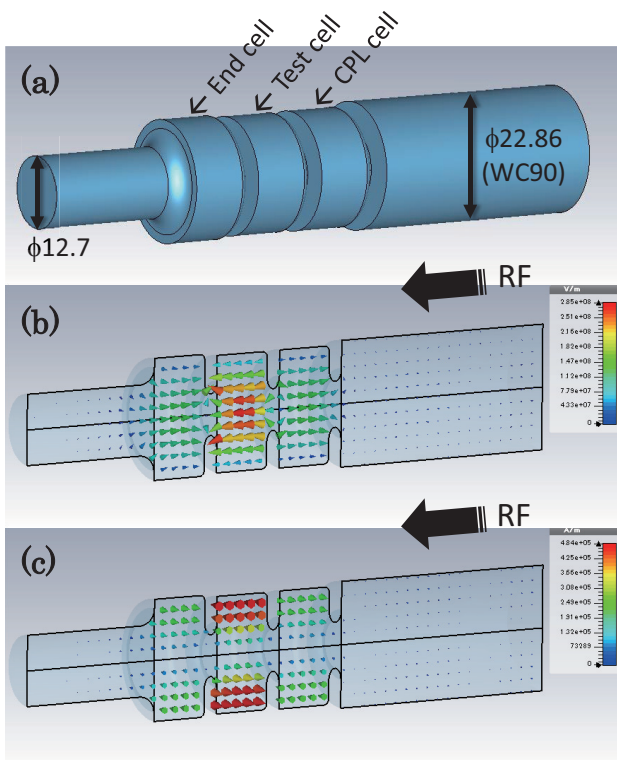 End cell
Test cell
CPL cell
(a)
ϕ22.86
(WC90)
ϕ12.7
RF
(b)
V/m
2.85e+08
2.51e+08
2.16e+08
1.82e+08
1.47e+08
1.12e+08
7.79e+07
4.33e+07
0
RF
(c)
A/m
4.84e+05
4.25e+05
3.66e+05
3.08e+05
2.49e+05
1.91e+05
1.32e+05
73289
0